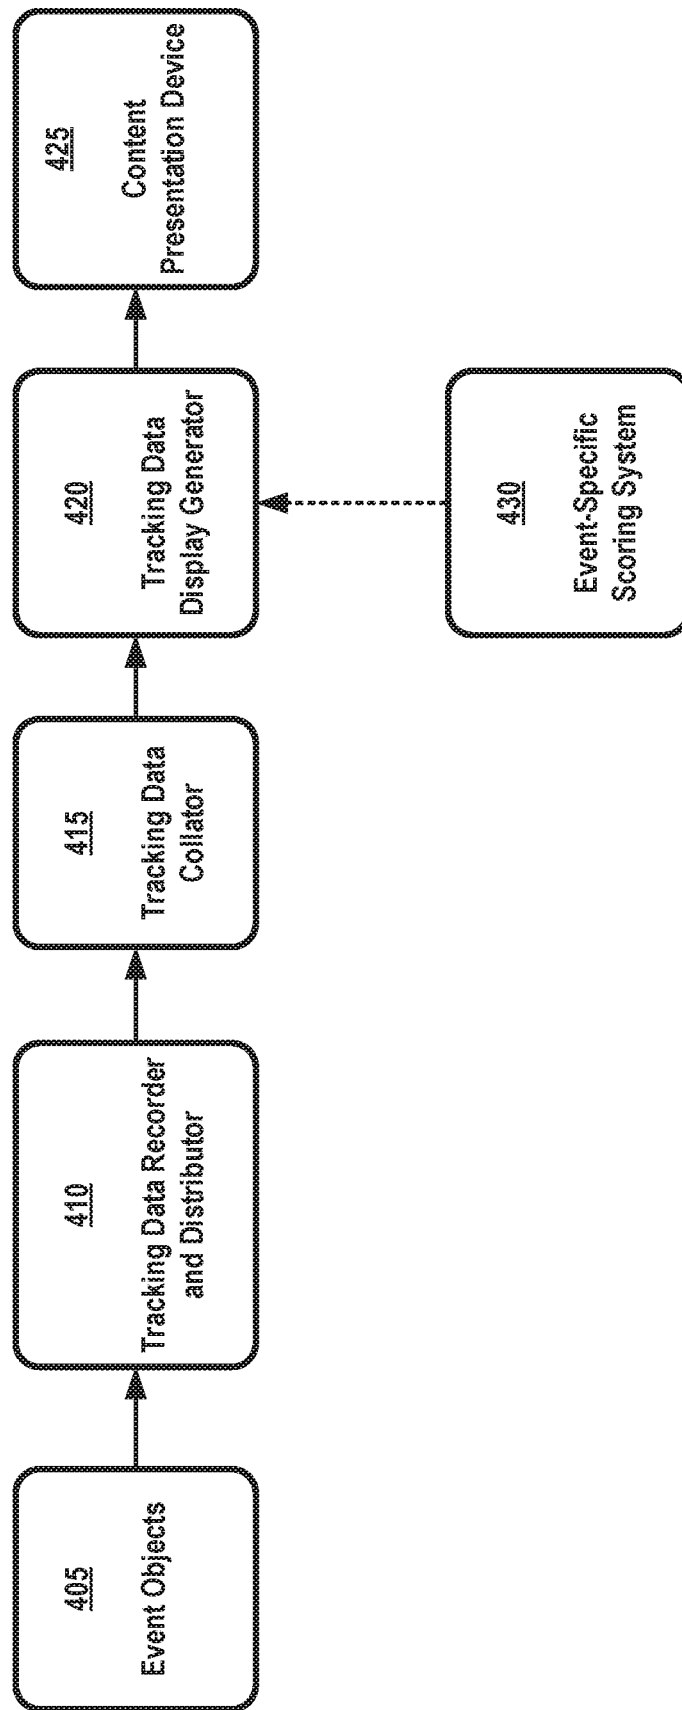 405
Event Objects
410
Tracking Data Recorder
and Distributor
415
Tracking Data
Collator
420
Tracking Data
Display Generator
425
Content
Presentation Device
430
Event-Specific
Scoring System